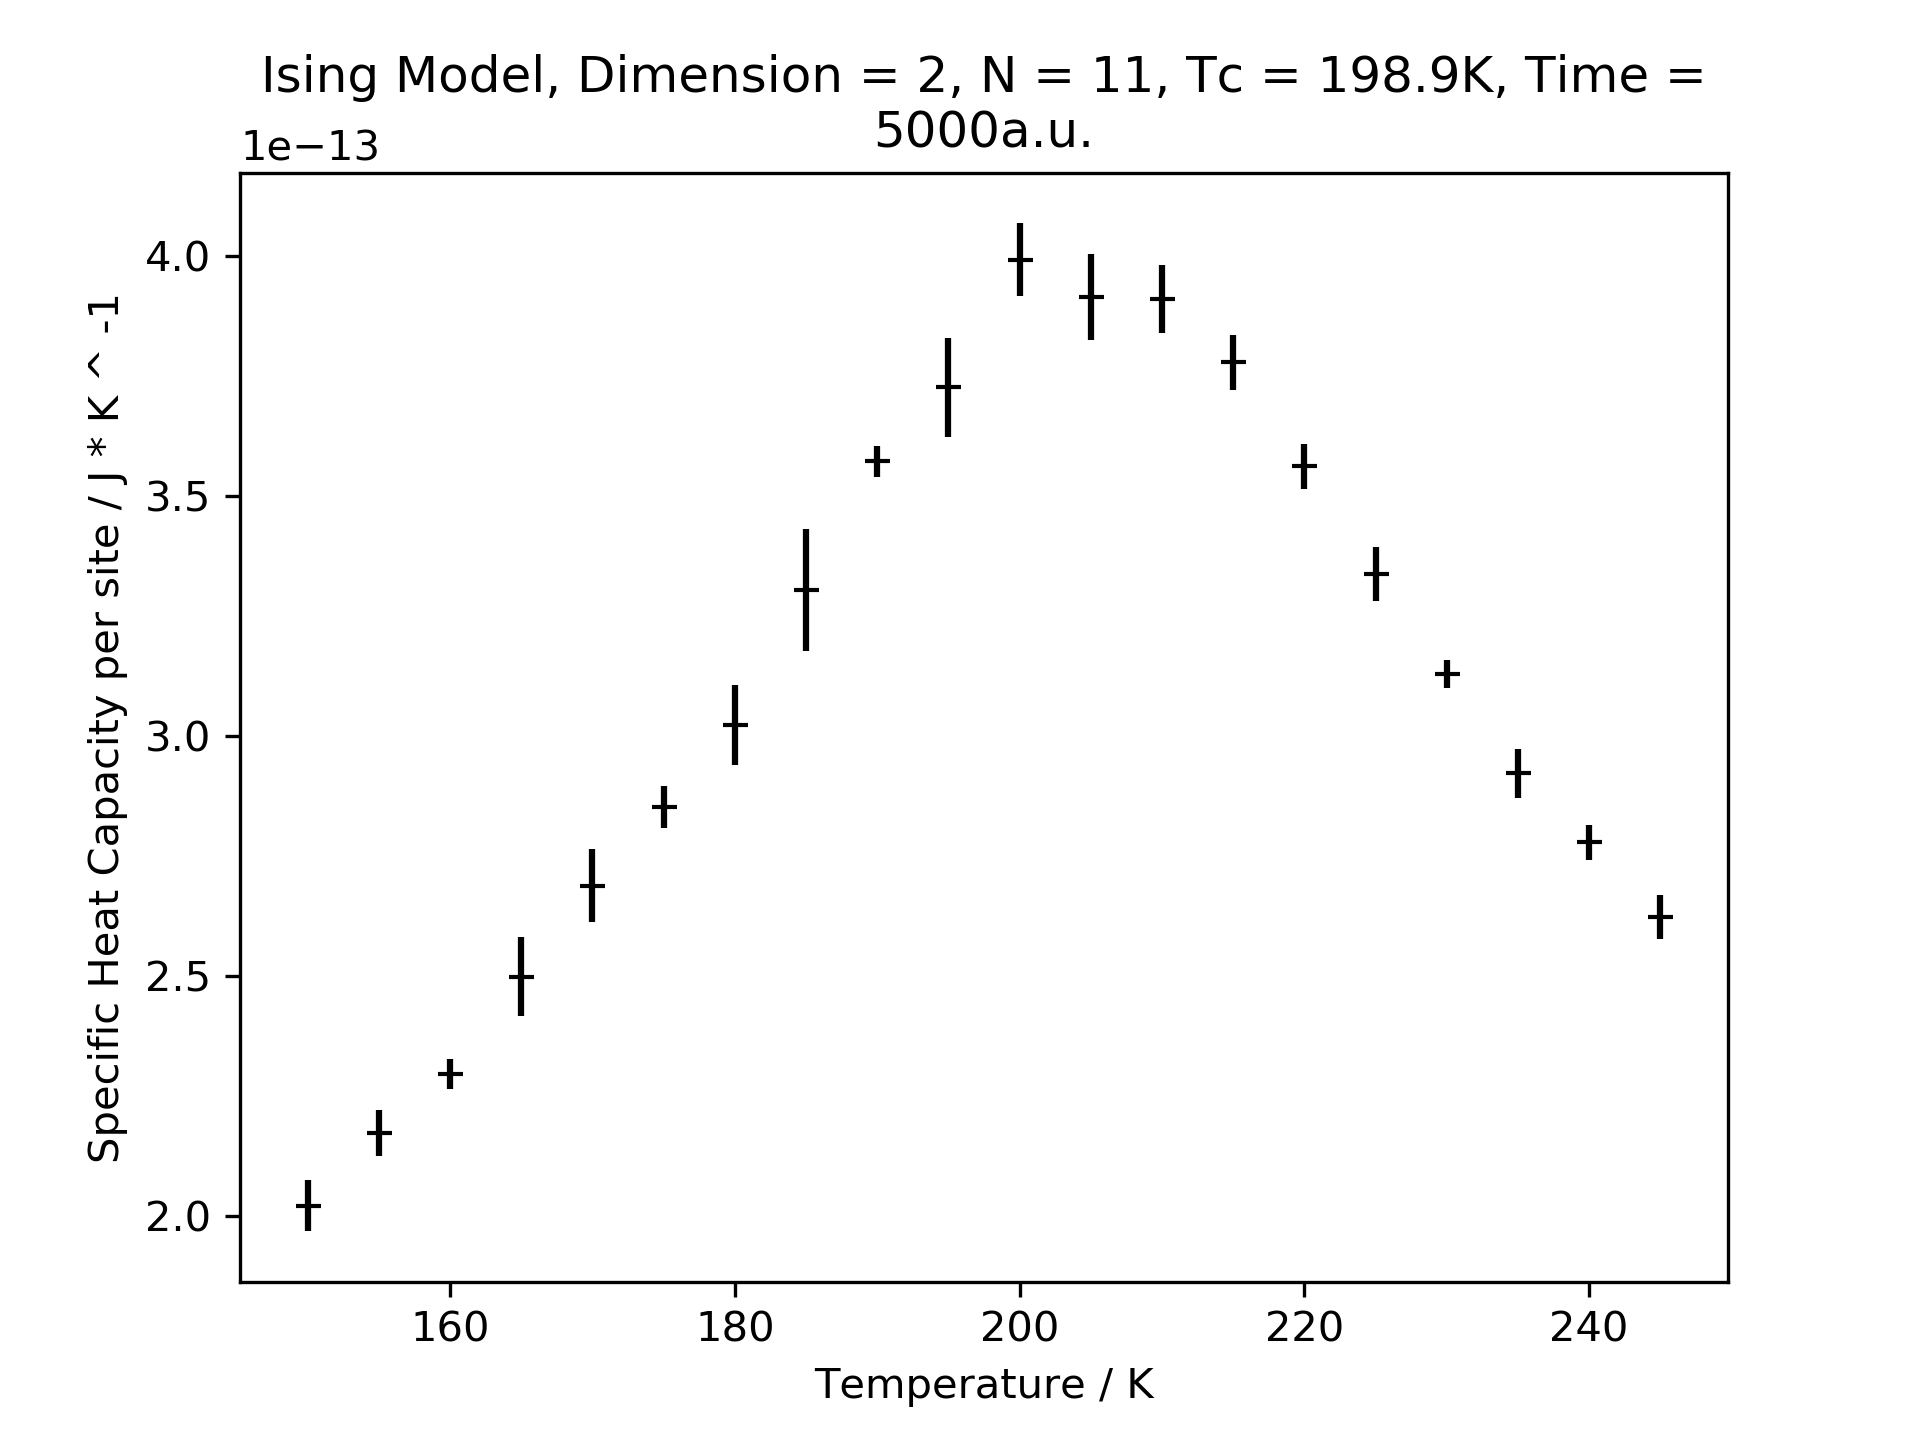 Ising Model, Dimension = 2, N = 11, Tc = 198.9K, Time =
5000a.u.
1e−13
4.0
3.5
3.0
2.5
2.0
Specific Heat Capacity per site / J * K ^ -1
160 180 200 220 240
Temperature / K